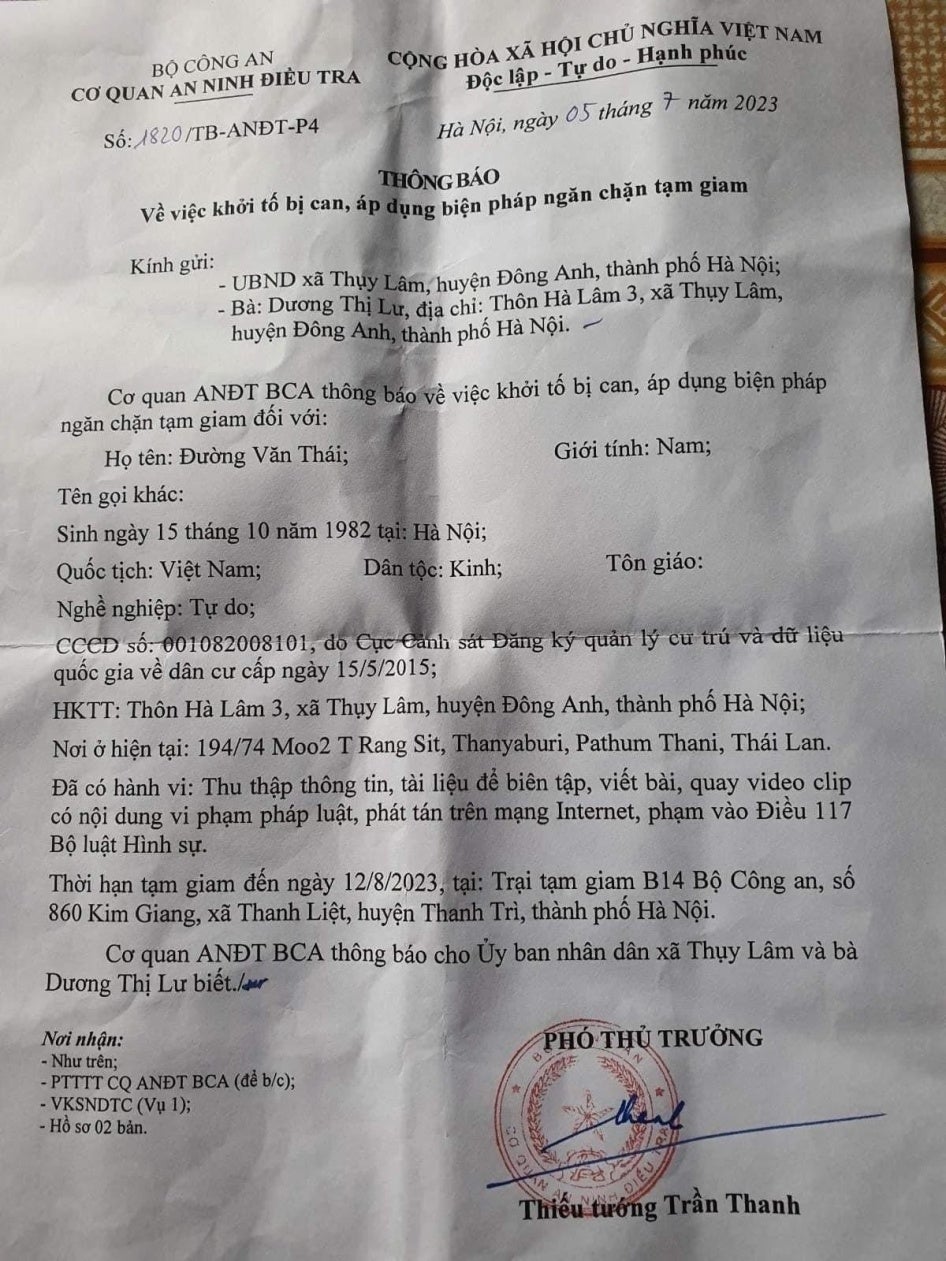 BỘ CÔNG AN
CƠ QUAN AN NINH ĐIỀU TRA
Số: 1820/TB-ANĐT-P4
CỘNG HÒA XÃ HỘI CHỦ NGHĨA VIỆT NAM
Độc lập - Tự do - Hạnh phúc
Hà Nội, ngày 05 tháng 7 năm 2023
THÔNG BÁO
Về việc khởi tố bị can, áp dụng biện pháp ngăn chặn tạm giam
Kính gửi:
- UBND xã Thụy Lâm, huyện Đông Anh, thành phố Hà Nội;
- Bà: Dương Thị Lư, địa chỉ: Thôn Hà Lâm 3, xã Thụy Lâm,
huyện Đông Anh, thành phố Hà Nội.
Cơ quan ANĐT BCA thông báo về việc khởi tố bị can, áp dụng biện pháp
ngăn chặn tạm giam đối với:
Họ tên: Đường Văn Thái; Giới tính: Nam;
Tên gọi khác:
Sinh ngày 15 tháng 10 năm 1982 tại: Hà Nội;
Quốc tịch: Việt Nam; Dân tộc: Kinh; Tôn giáo:
Nghề nghiệp: Tự do;
CCCD số: 001082008101, do Cục Cảnh sát Đăng ký quản lý cư trú và dữ liệu
quốc gia về dân cư cấp ngày 15/5/2015;
HKTT: Thôn Hà Lâm 3, xã Thụy Lâm, huyện Đông Anh, thành phố Hà Nội;
Nơi ở hiện tại: 194/74 Moo2 T Rang Sit, Thanyaburi, Pathum Thani, Thái Lan.
Đã có hành vi: Thu thập thông tin, tài liệu để biên tập, viết bài, quay video clip
có nội dung vi phạm pháp luật, phát tán trên mạng Internet, phạm vào Điều 117
Bộ luật Hình sự.
Thời hạn tạm giam đến ngày 12/8/2023, tại: Trại tạm giam B14 Bộ Công an, số
860 Kim Giang, xã Thanh Liệt, huyện Thanh Trì, thành phố Hà Nội.
Cơ quan ANĐT BCA thông báo cho Ủy ban nhân dân xã Thụy Lâm và bà
Dương Thị Lư biết./
Nơi nhận:
- Như trên;
- PTTTT CQ ANĐT BCA (để b/c);
- VKSNDTC (Vụ 1);
- Hồ sơ 02 bản.
PHÓ THỦ TRƯỞNG
Thiếu tướng Trần Thanh